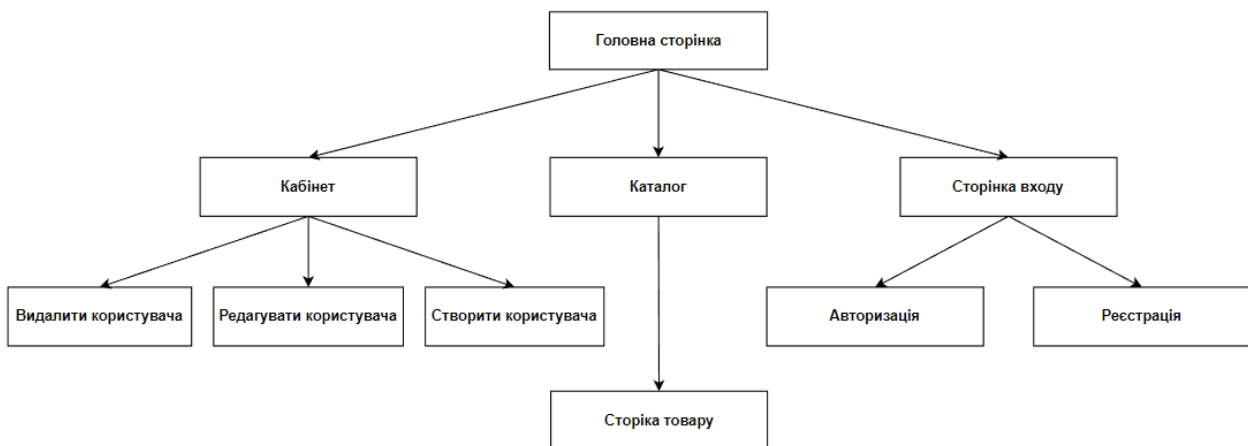 Головна сторінка
Кабінет
Каталог
Сторінка входу
Видалити користувача
Редагувати користувача
Створити користувача
Авторизація
Реєстрація
Сторіка товару